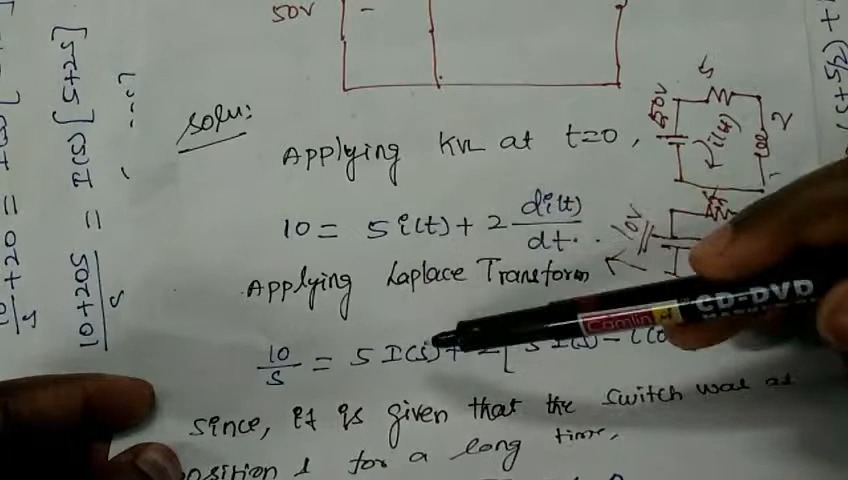 50V
Solu:
Applying KVL at t=0,
10 = 5i(t) + 2 di(t)/dt.
Applying Laplace Transform
10/s = 5 I(s) + 2[ s I(s) - i(0
since, it is given that the switch was at
position 1 for a long time,
50V
5
i(t)
2
10V
Camlin CD-DVD
10+20s/s = I(s) [5+2s]